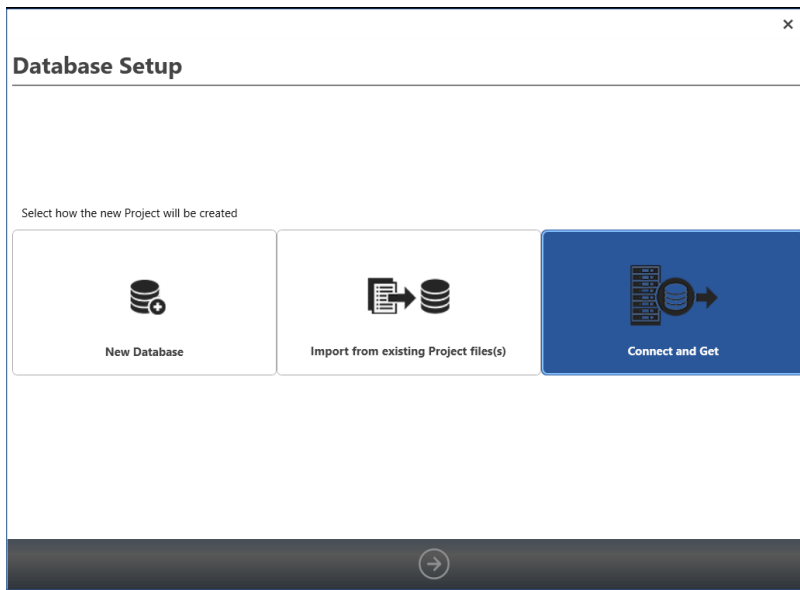 Database Setup
Select how the new Project will be created
New Database
Import from existing Project files(s)
Connect and Get